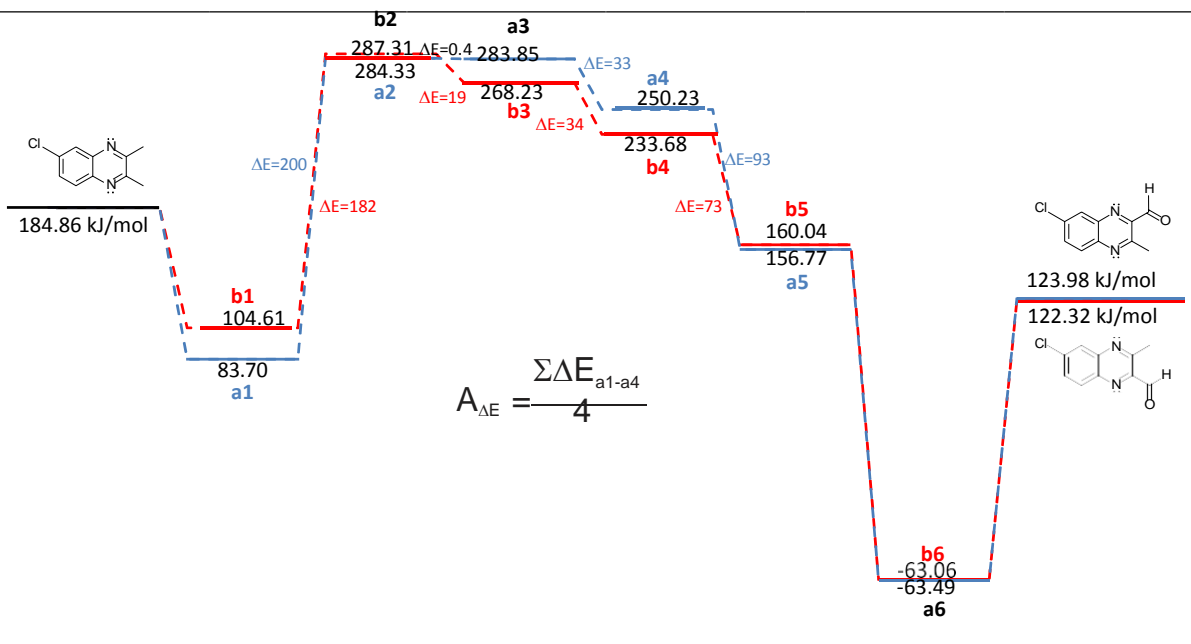 b2
a3
287.31
ΔE=0.4
283.85
284.33
a2
ΔE=33
a4
ΔE=19
268.23
b3
250.23
ΔE=34
233.68
b4
Cl
N
N
ΔE=200
ΔE=93
ΔE=182
ΔE=73
184.86 kJ/mol
b5
160.04
156.77
a5
H
Cl
N
O
N
123.98 kJ/mol
122.32 kJ/mol
Cl
N
N
H
O
b1
104.61
83.70
a1
ΣΔE a1-a4
A ΔE =
4
b6
-63.06
-63.49
a6